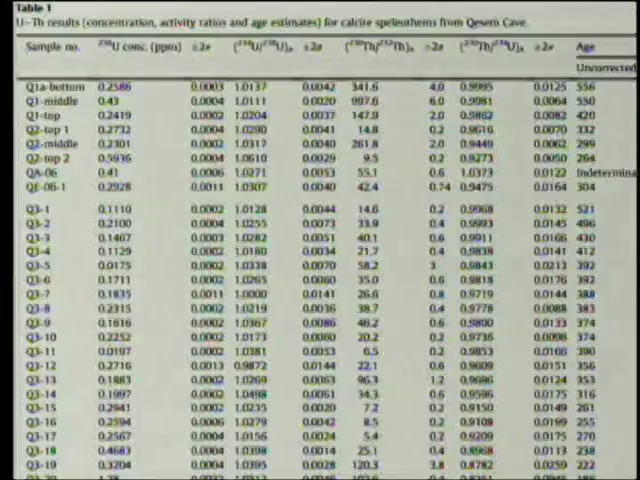 Table 1
U–Th results (concentration, activity ratios and age estimates) for calcite speleothems from Qesem Cave.
Sample no. ²³⁸U conc. (ppm) ±2σ (²³⁴U/²³⁸U)ₐ ±2σ (²³⁰Th/²³²Th)ₐ ±2σ (²³⁰Th/²³⁴U)ₐ ±2σ Age
Uncorrected
Q1a-bottom 0.2586 0.0003 1.0137 0.0042 341.6 4.0 0.9995 0.0125 556
Q1-middle 0.43 0.0004 1.0111 0.0020 997.6 6.0 0.9981 0.0064 550
Q1-top 0.2419 0.0002 1.0204 0.0037 147.9 2.0 0.9862 0.0082 420
Q2-top 1 0.2732 0.0004 1.0290 0.0041 14.8 0.2 0.9616 0.0070 332
Q2-middle 0.2301 0.0002 1.0317 0.0040 261.8 2.0 0.9449 0.0062 299
Q2-top 2 0.5936 0.0004 1.0610 0.0029 9.5 0.2 0.9273 0.0050 264
QA-06 0.41 0.0006 1.0271 0.0053 55.1 0.6 1.0373 0.0122 Indetermina
QE-06-1 0.2928 0.0011 1.0307 0.0040 42.4 0.74 0.9475 0.0164 304
Q3-1 0.1110 0.0002 1.0128 0.0044 14.6 0.2 0.9968 0.0132 521
Q3-2 0.2100 0.0004 1.0255 0.0073 33.9 0.4 0.9993 0.0145 496
Q3-3 0.1467 0.0003 1.0282 0.0051 40.1 0.6 0.9911 0.0166 430
Q3-4 0.1129 0.0002 1.0180 0.0034 21.7 0.4 0.9838 0.0141 412
Q3-5 0.0175 0.0002 1.0338 0.0070 58.2 3 0.9843 0.0213 392
Q3-6 0.1711 0.0002 1.0265 0.0060 35.0 0.6 0.9818 0.0176 392
Q3-7 0.1835 0.0011 1.0000 0.0141 26.6 0.8 0.9719 0.0144 388
Q3-8 0.2315 0.0002 1.0219 0.0036 38.7 0.4 0.9778 0.0088 383
Q3-9 0.1616 0.0002 1.0367 0.0086 46.2 0.6 0.9800 0.0133 374
Q3-10 0.2252 0.0002 1.0173 0.0060 20.2 0.2 0.9736 0.0096 374
Q3-11 0.0197 0.0002 1.0381 0.0053 6.5 0.2 0.9853 0.0166 390
Q3-12 0.2716 0.0013 0.9872 0.0144 22.1 0.6 0.9609 0.0151 356
Q3-13 0.1883 0.0002 1.0269 0.0063 96.3 1.2 0.9696 0.0124 353
Q3-14 0.1997 0.0002 1.0498 0.0061 34.3 0.4 0.9596 0.0175 316
Q3-15 0.2941 0.0002 1.0235 0.0020 7.2 0.2 0.9150 0.0149 261
Q3-16 0.2594 0.0006 1.0279 0.0042 8.5 0.2 0.9108 0.0199 255
Q3-17 0.2567 0.0004 1.0156 0.0024 5.4 0.2 0.9209 0.0175 270
Q3-18 0.4683 0.0004 1.0398 0.0014 25.1 0.4 0.8968 0.0113 238
Q3-19 0.3204 0.0004 1.0395 0.0028 120.3 3.8 0.8782 0.0259 222